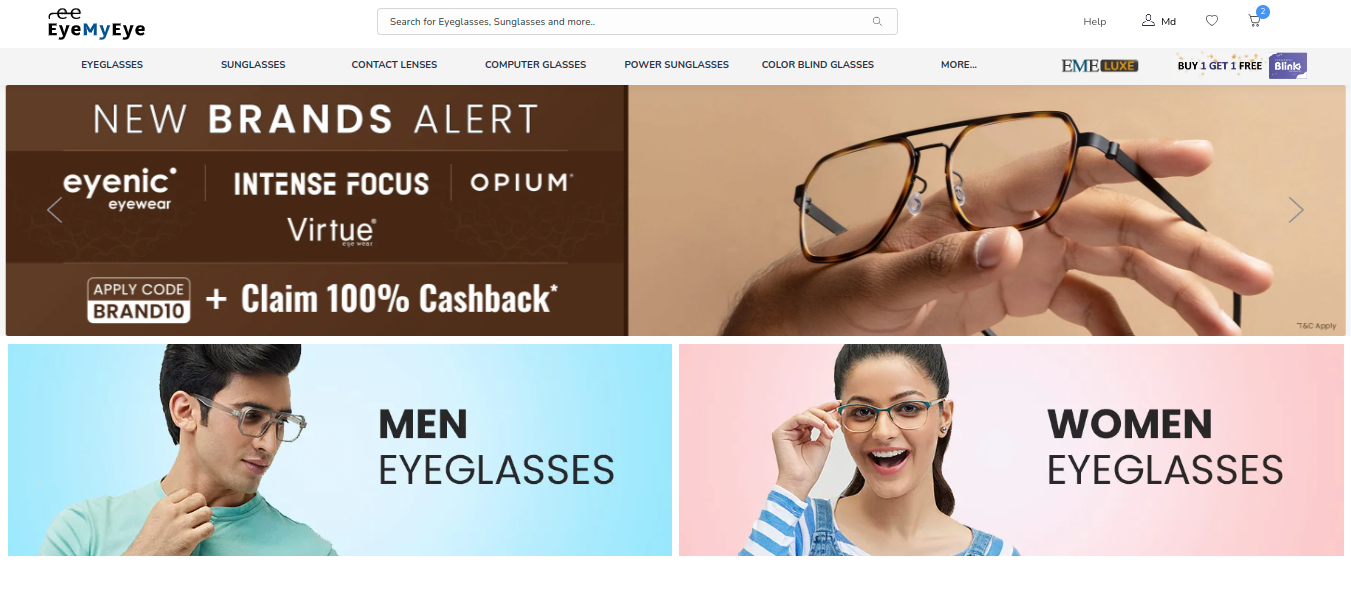 ee
EyeMyEye
Search for Eyeglasses, Sunglasses and more..
Help
Md
2
EYEGLASSES
SUNGLASSES
CONTACT LENSES
COMPUTER GLASSES
POWER SUNGLASSES
COLOR BLIND GLASSES
MORE...
EME LUXE
BUY 1 GET 1 FREE
Blink
NEW BRANDS ALERT
eyenic
eyewear
INTENSE FOCUS
OPIUM
Virtue
eye wear
APPLY CODE
BRAND10
+ Claim 100% Cashback*
*T&C Apply
MEN
EYEGLASSES
WOMEN
EYEGLASSES